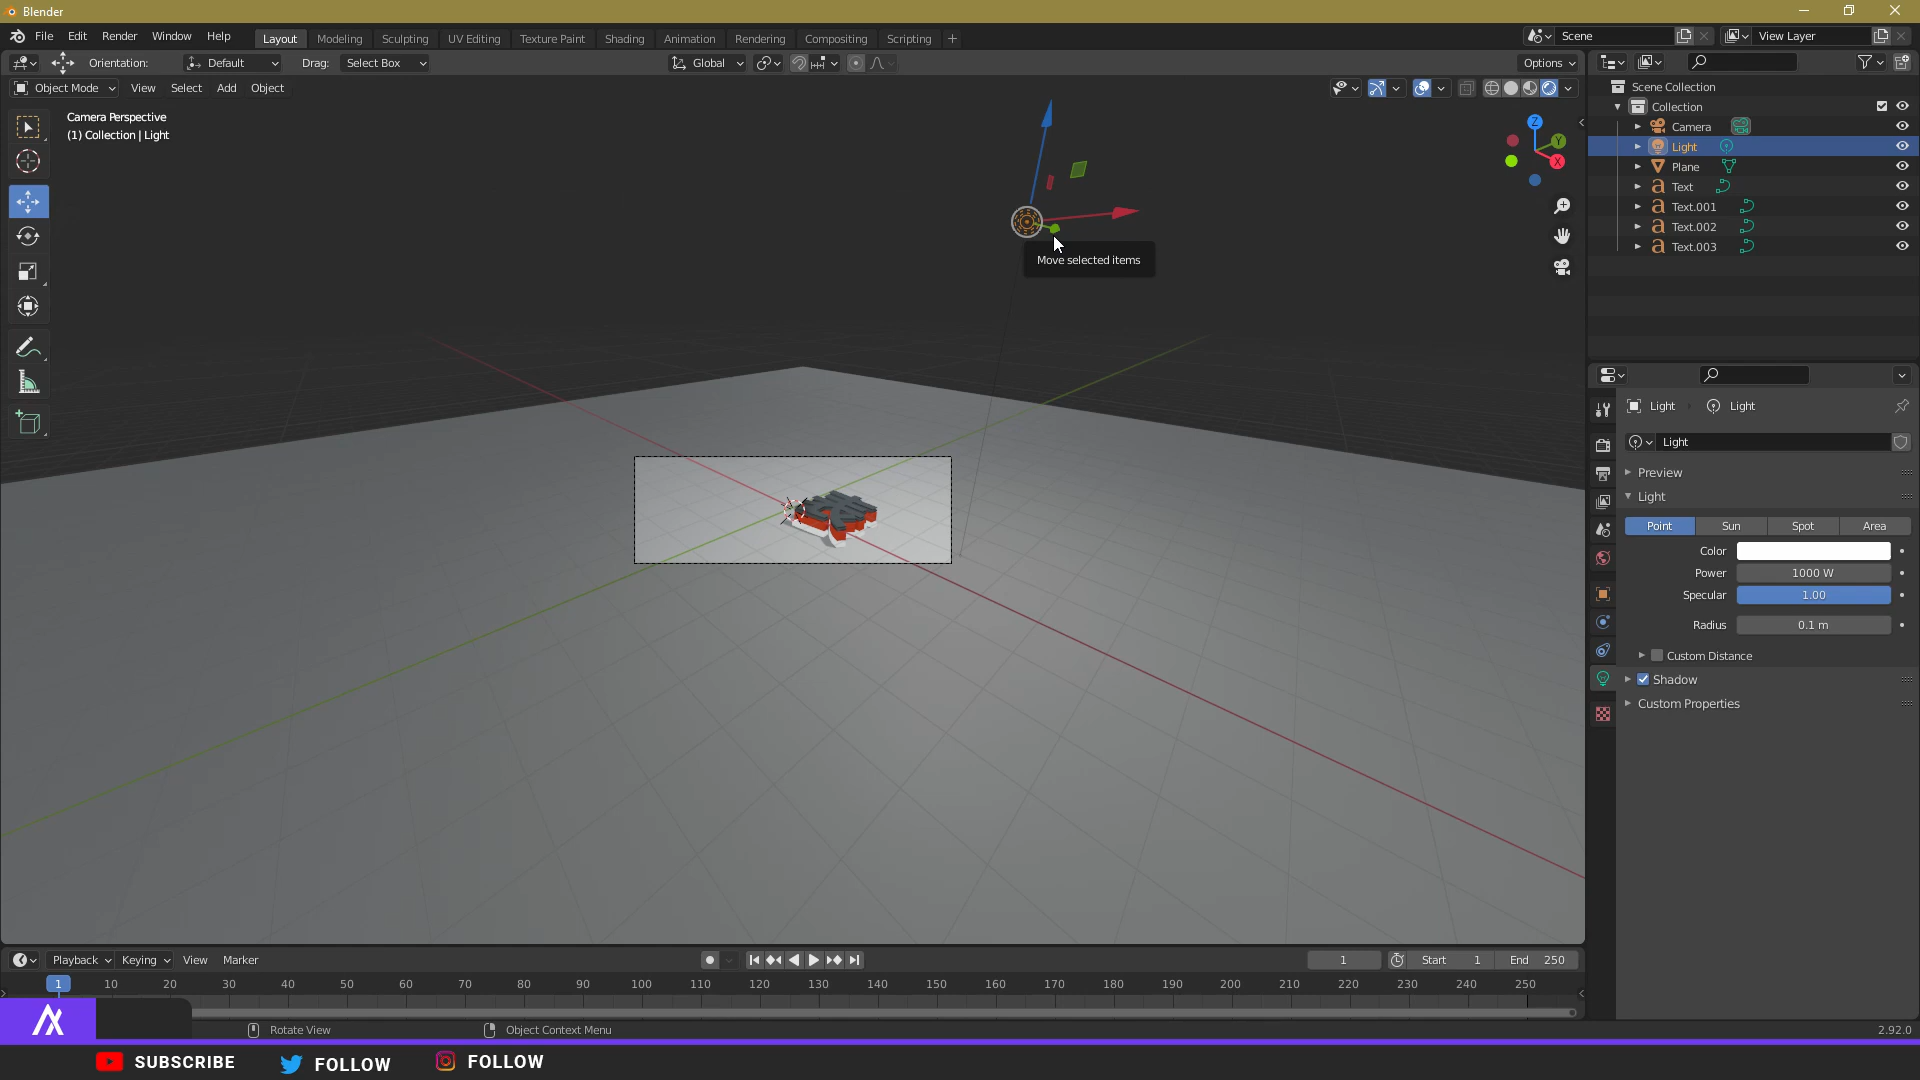 Blender
File Edit Render Window Help Layout Modeling Sculpting UV Editing Texture Paint Shading Animation Rendering Compositing Scripting + Scene View Layer
Orientation: Default Drag: Select Box Global Options
Object Mode View Select Add Object
Camera Perspective
(1) Collection | Light
Z
Y
X
Move selected items
Scene Collection
Collection
Camera
Light
Plane
Text
Text.001
Text.002
Text.003
Light Light
Light
Preview
Light
Point Sun Spot Area
Color
Power 1000 W
Specular 1.00
Radius 0.1 m
Custom Distance
Shadow
Custom Properties
Playback Keying View Marker 1 Start 1 End 250
1 10 20 30 40 50 60 70 80 90 100 110 120 130 140 150 160 170 180 190 200 210 220 230 240 250
Rotate View Object Context Menu 2.92.0
SUBSCRIBE FOLLOW FOLLOW